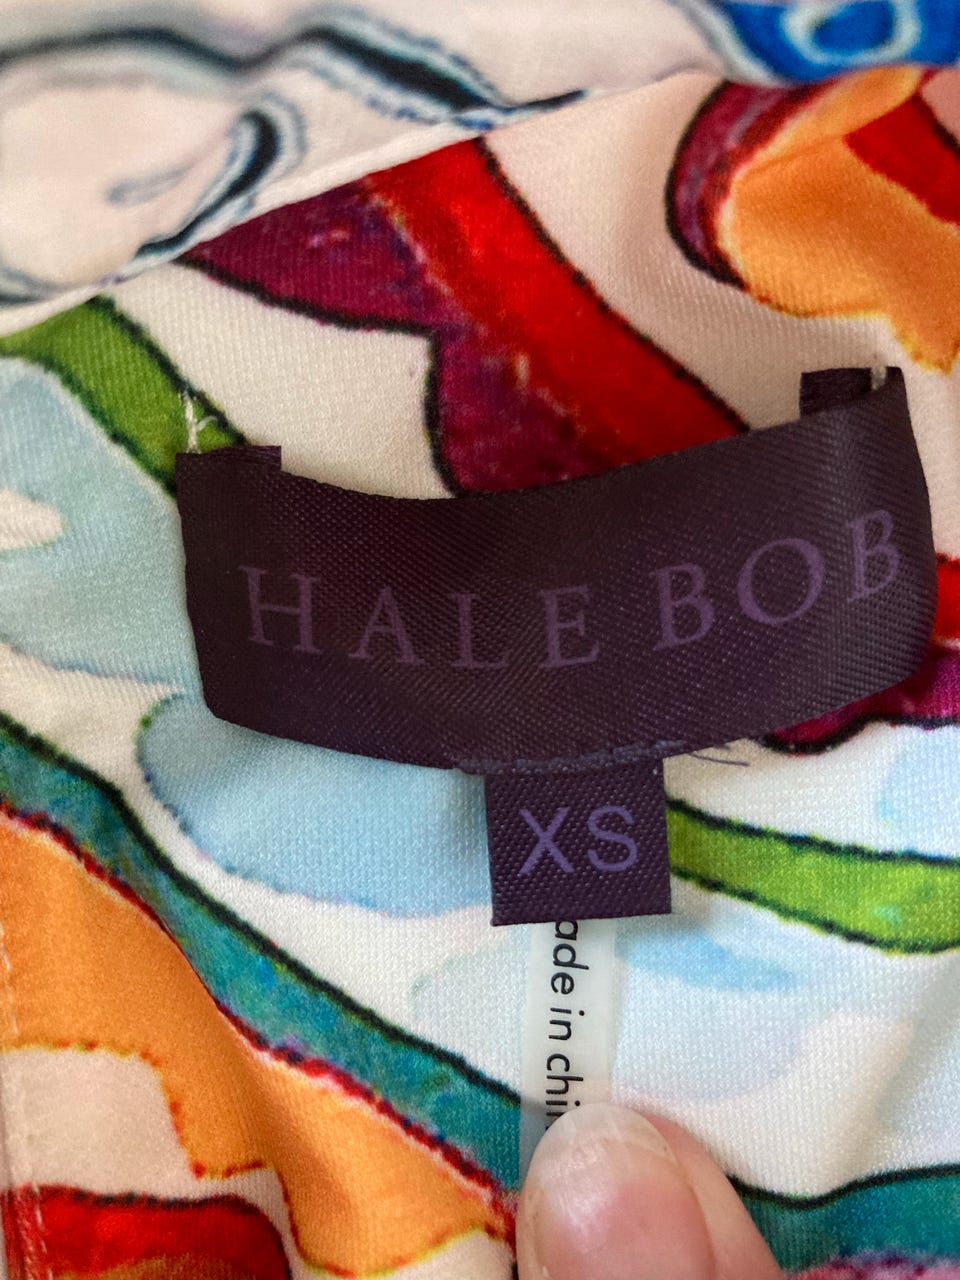 HALE BOB
XS
ade in chi